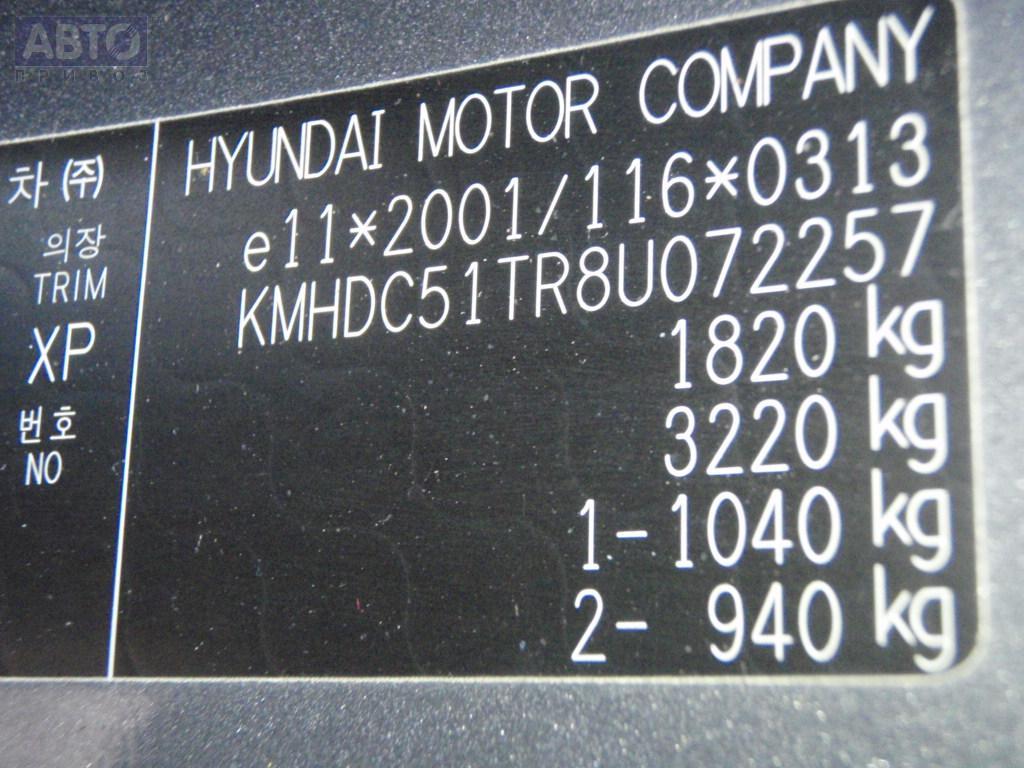 АВТО
ПРИВОЗ
차 (주)
의장
TRIM
XP
번호
NO
HYUNDAI MOTOR COMPANY
e11*2001/116*0313
KMHDC51TR8U072257
1820 kg
3220 kg
1- 1040 kg
2- 940 kg